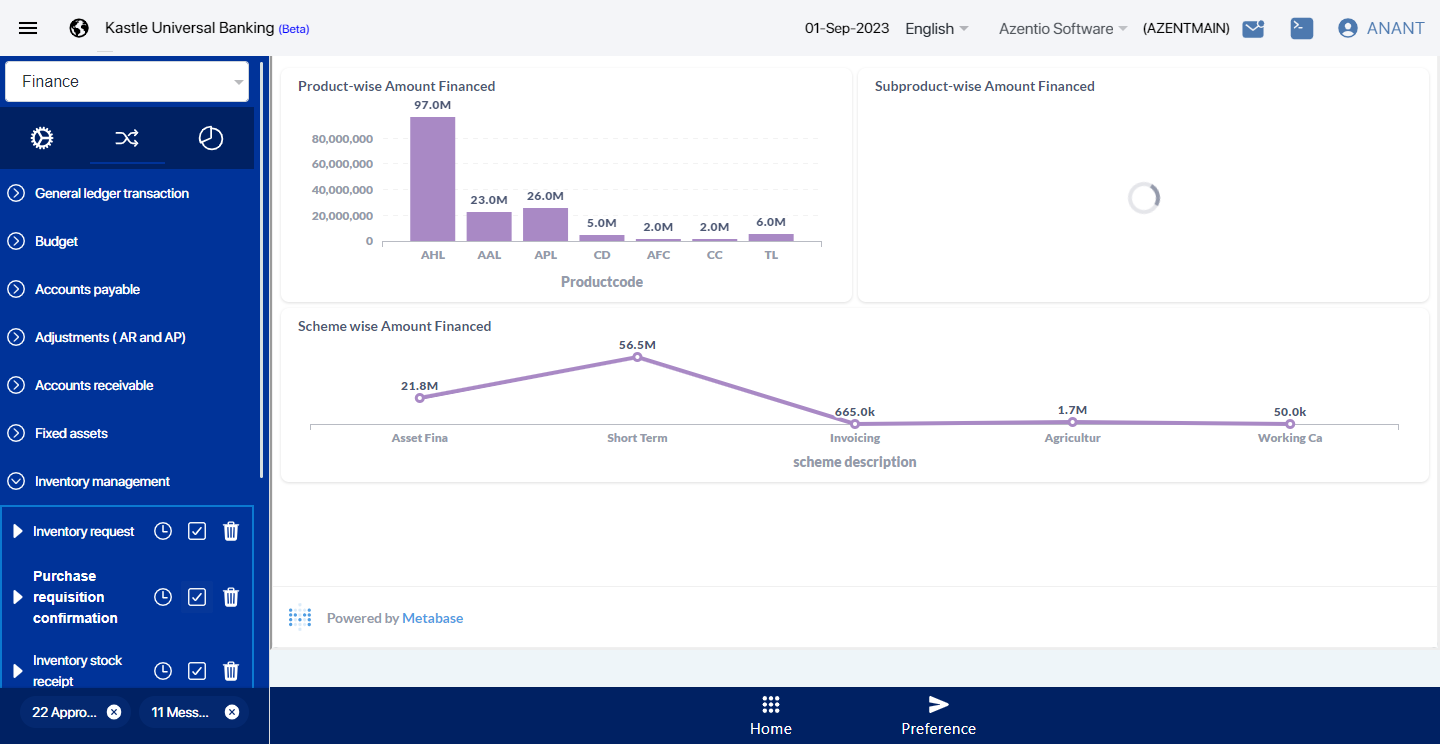 Kastle Universal Banking (Beta)
01-Sep-2023
English
Azentio Software
(AZENTMAIN)
ANANT
Finance
General ledger transaction
Budget
Accounts payable
Adjustments ( AR and AP)
Accounts receivable
Fixed assets
Inventory management
Inventory request
Purchase
requisition
confirmation
Inventory stock
receipt
22 Appro...
11 Mess...
Product-wise Amount Financed
97.0M
80,000,000
60,000,000
40,000,000
20,000,000
0
23.0M
26.0M
5.0M
2.0M
2.0M
6.0M
AHL
AAL
APL
CD
AFC
CC
TL
Productcode
Subproduct-wise Amount Financed
Scheme wise Amount Financed
21.8M
56.5M
665.0k
1.7M
50.0k
Asset Fina
Short Term
Invoicing
Agricultur
Working Ca
scheme description
Powered by Metabase
Home
Preference